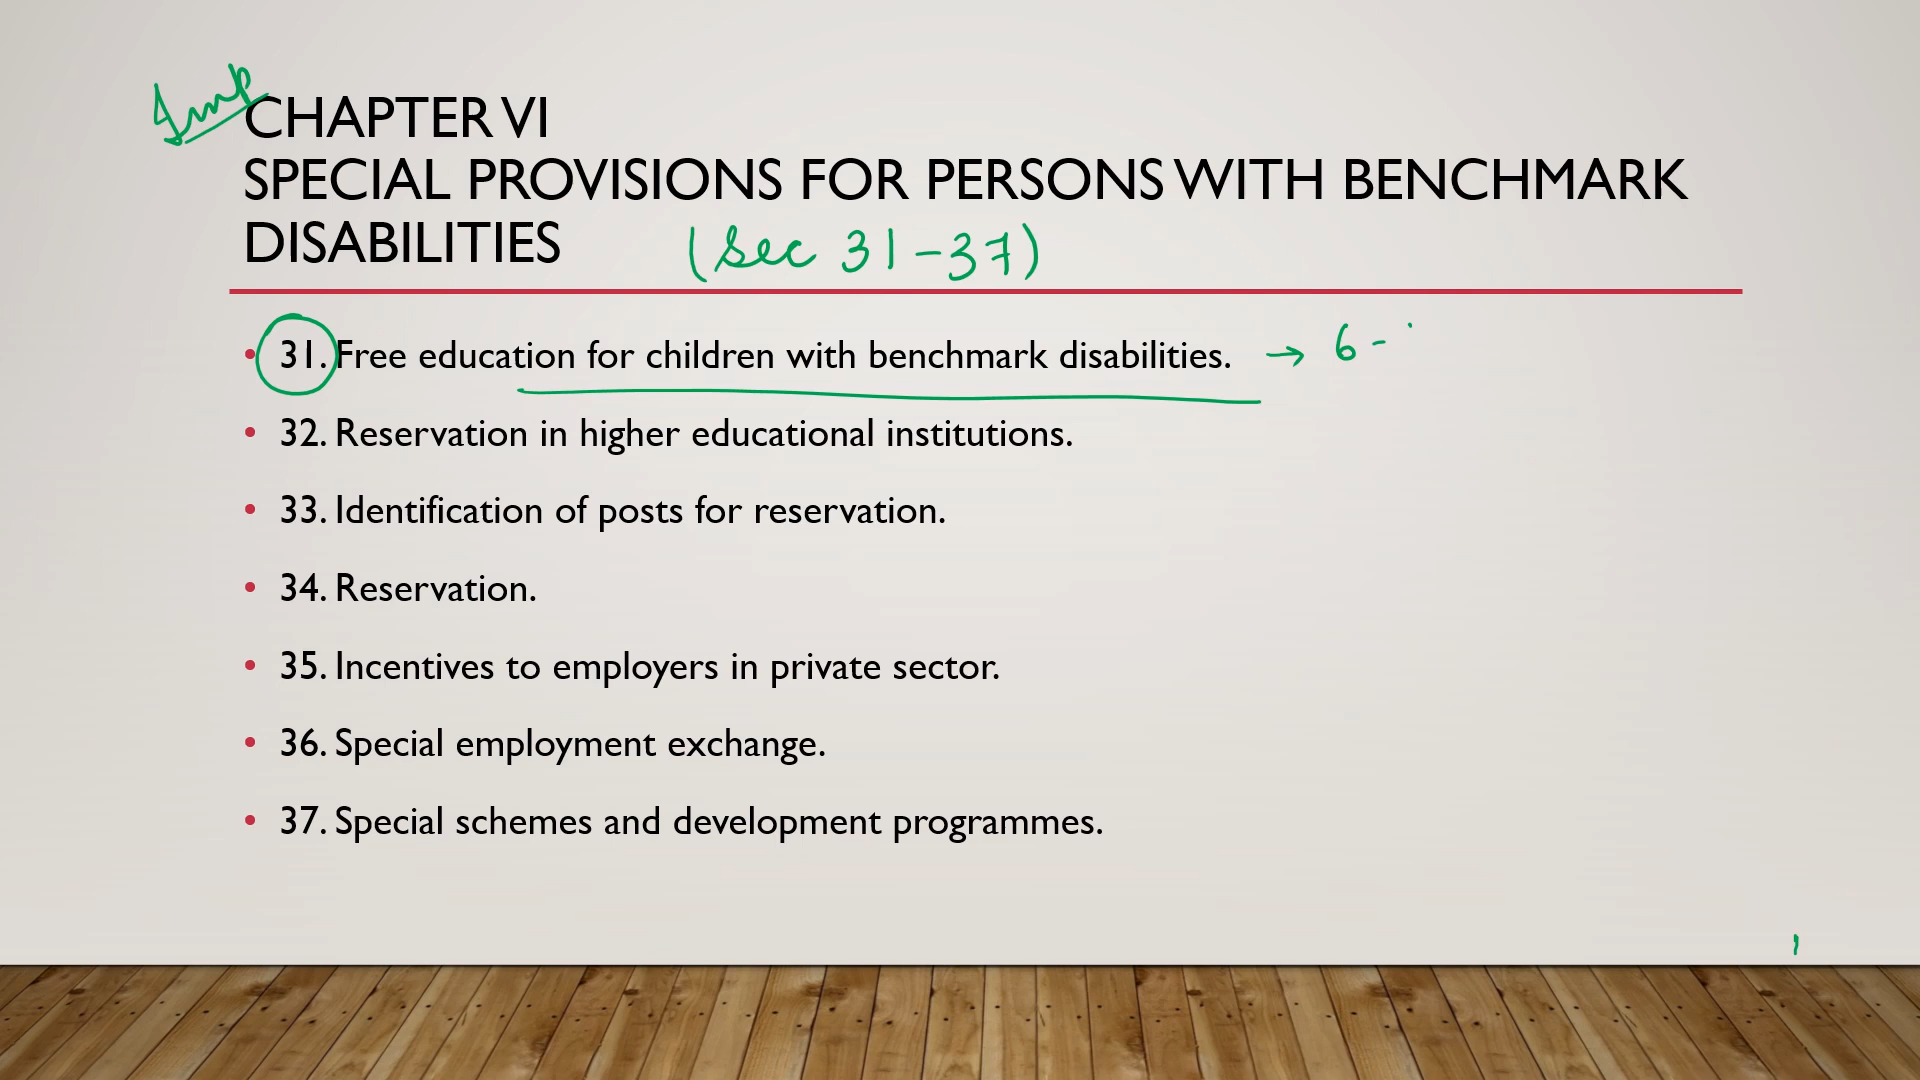 Imp
CHAPTER VI
SPECIAL PROVISIONS FOR PERSONS WITH BENCHMARK
DISABILITIES (Sec 31-37)
• 31. Free education for children with benchmark disabilities. → 6 -
• 32. Reservation in higher educational institutions.
• 33. Identification of posts for reservation.
• 34. Reservation.
• 35. Incentives to employers in private sector.
• 36. Special employment exchange.
• 37. Special schemes and development programmes.